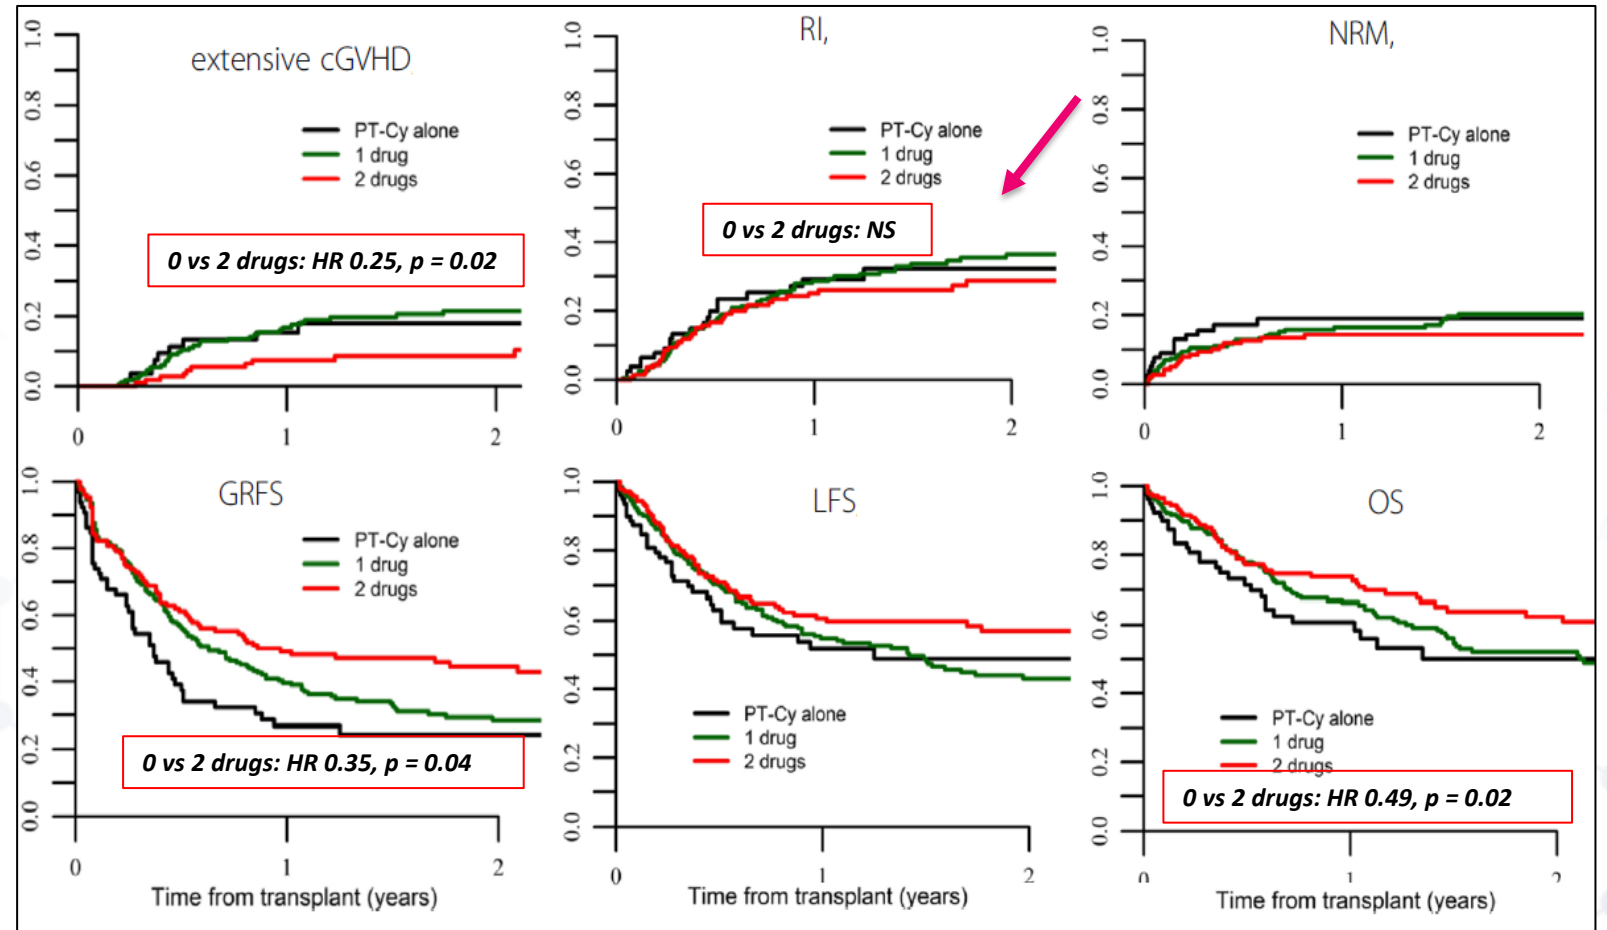 extensive cGVHD
1.0
0.8
0.6
0.4
0.2
0.0
PT-Cy alone
1 drug
2 drugs
0 vs 2 drugs: HR 0.25, p = 0.02
0 1 2
RI,
1.0
0.8
0.6
0.4
0.2
0.0
PT-Cy alone
1 drug
2 drugs
0 vs 2 drugs: NS
0 1 2
NRM,
1.0
0.8
0.6
0.4
0.2
0.0
PT-Cy alone
1 drug
2 drugs
0 1 2
GRFS
1.0
0.8
0.6
0.4
0.2
0.0
PT-Cy alone
1 drug
2 drugs
0 vs 2 drugs: HR 0.35, p = 0.04
0 1 2
Time from transplant (years)
LFS
1.0
0.8
0.6
0.4
0.2
0.0
PT-Cy alone
1 drug
2 drugs
0 1 2
Time from transplant (years)
OS
1.0
0.8
0.6
0.4
0.2
0.0
PT-Cy alone
1 drug
2 drugs
0 vs 2 drugs: HR 0.49, p = 0.02
0 1 2
Time from transplant (years)